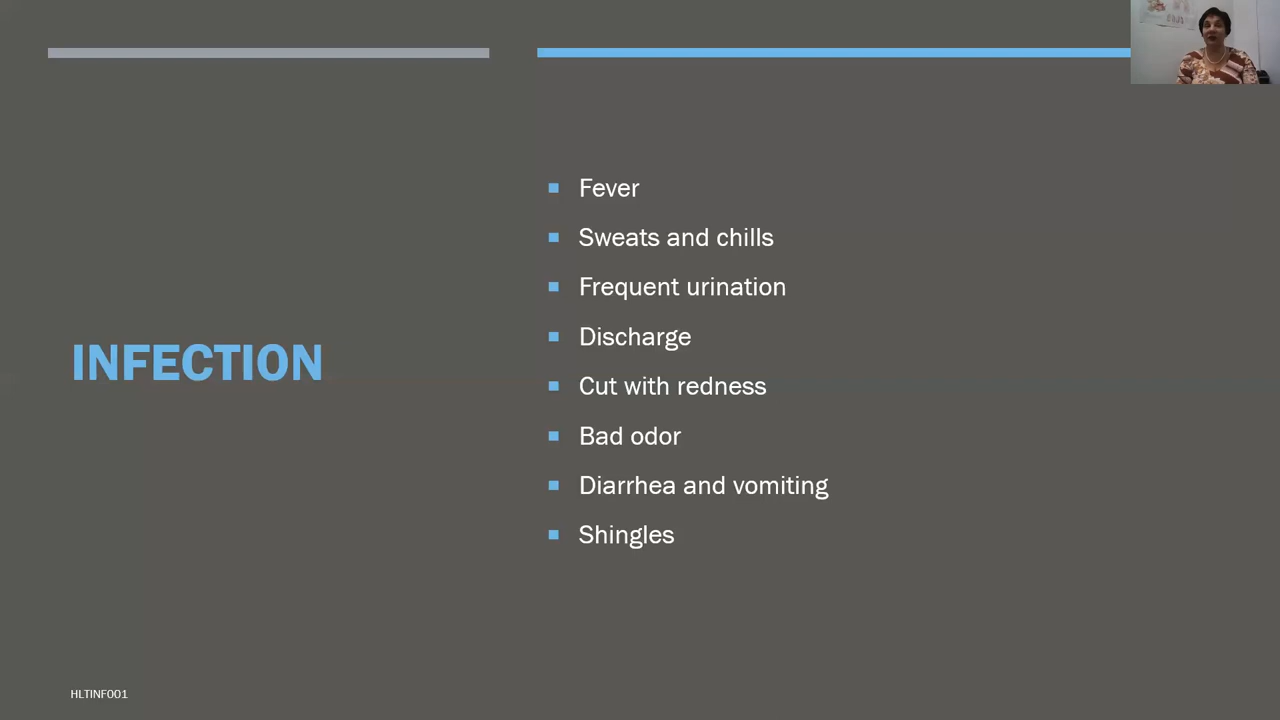 INFECTION
Fever
Sweats and chills
Frequent urination
Discharge
Cut with redness
Bad odor
Diarrhea and vomiting
Shingles
HLTINF001